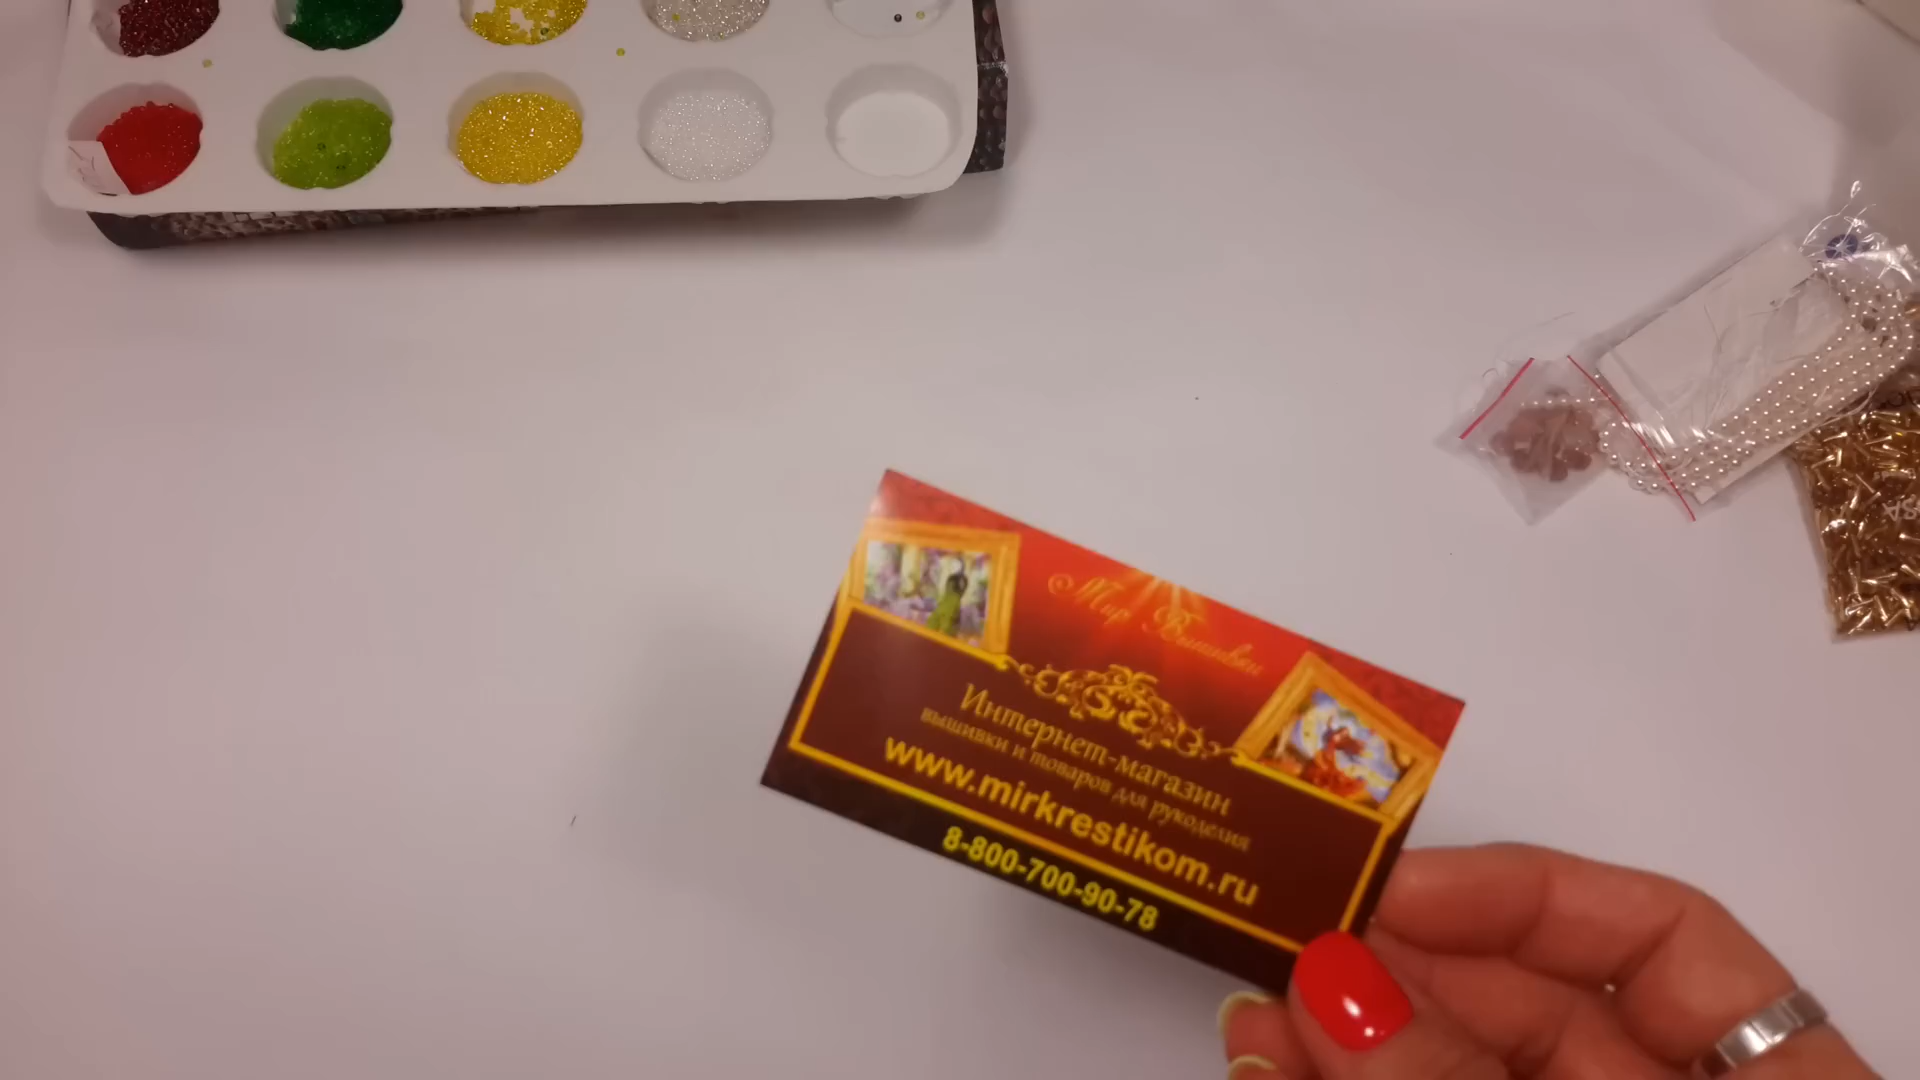 Мир Вышивки
Интернет-магазин
вышивки и товаров для рукоделия
www.mirkrestikom.ru
8-800-700-90-78